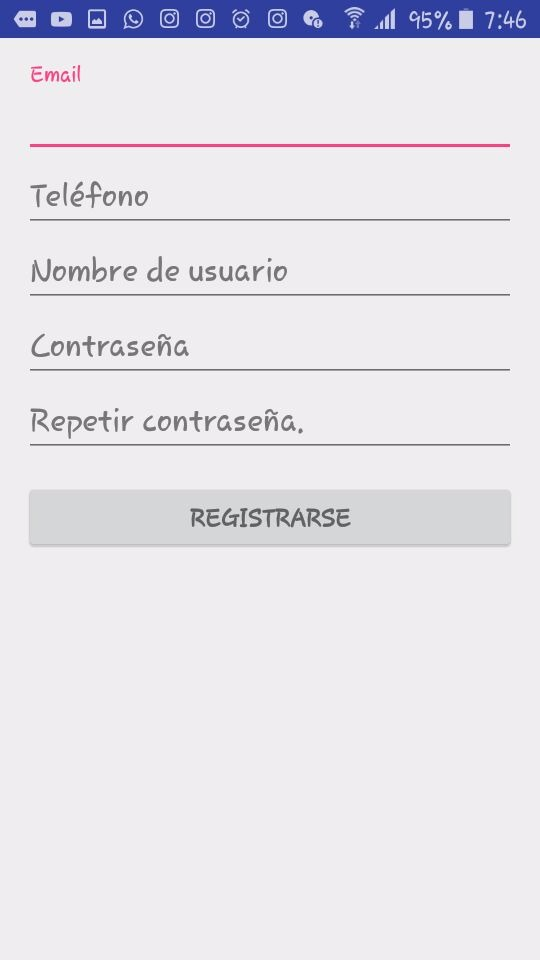 95% 7:46
Email
Teléfono
Nombre de usuario
Contraseña
Repetir contraseña.
REGISTRARSE